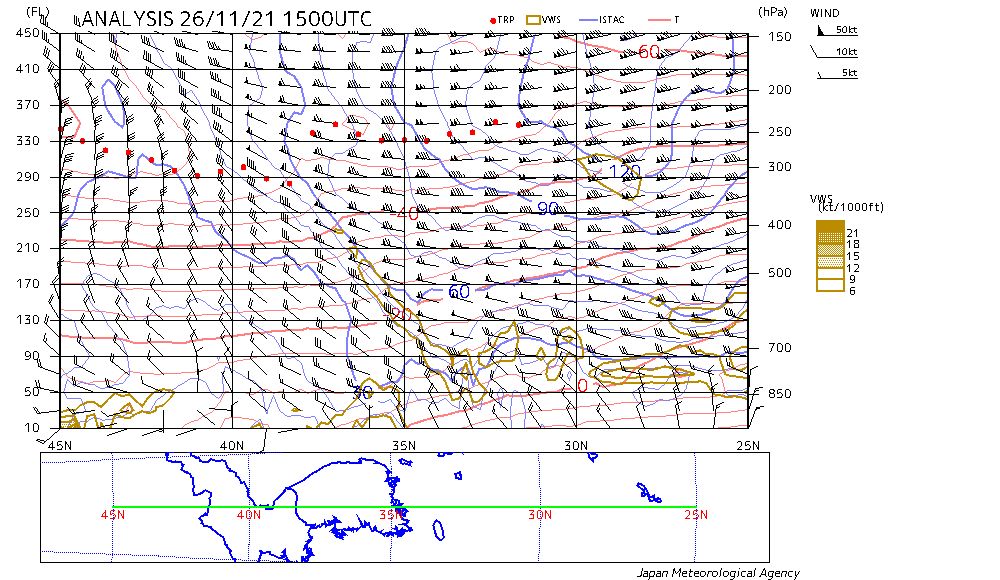 (FL) ANALYSIS 26/11/21 1500UTC TRP VWS ISTAC T (hPa) WIND
450 60 150 50kt
410 10kt
370 200 5kt
330 250
290 120 300
250 -40 90 400 VWS
(kt/1000ft)
210 21
18
170 60 500 15
12
130 -20 9
6
90 700
50 30 0 850
10
45N 40N 35N 30N 25N
45N 40N 35N 30N 25N
Japan Meteorological Agency